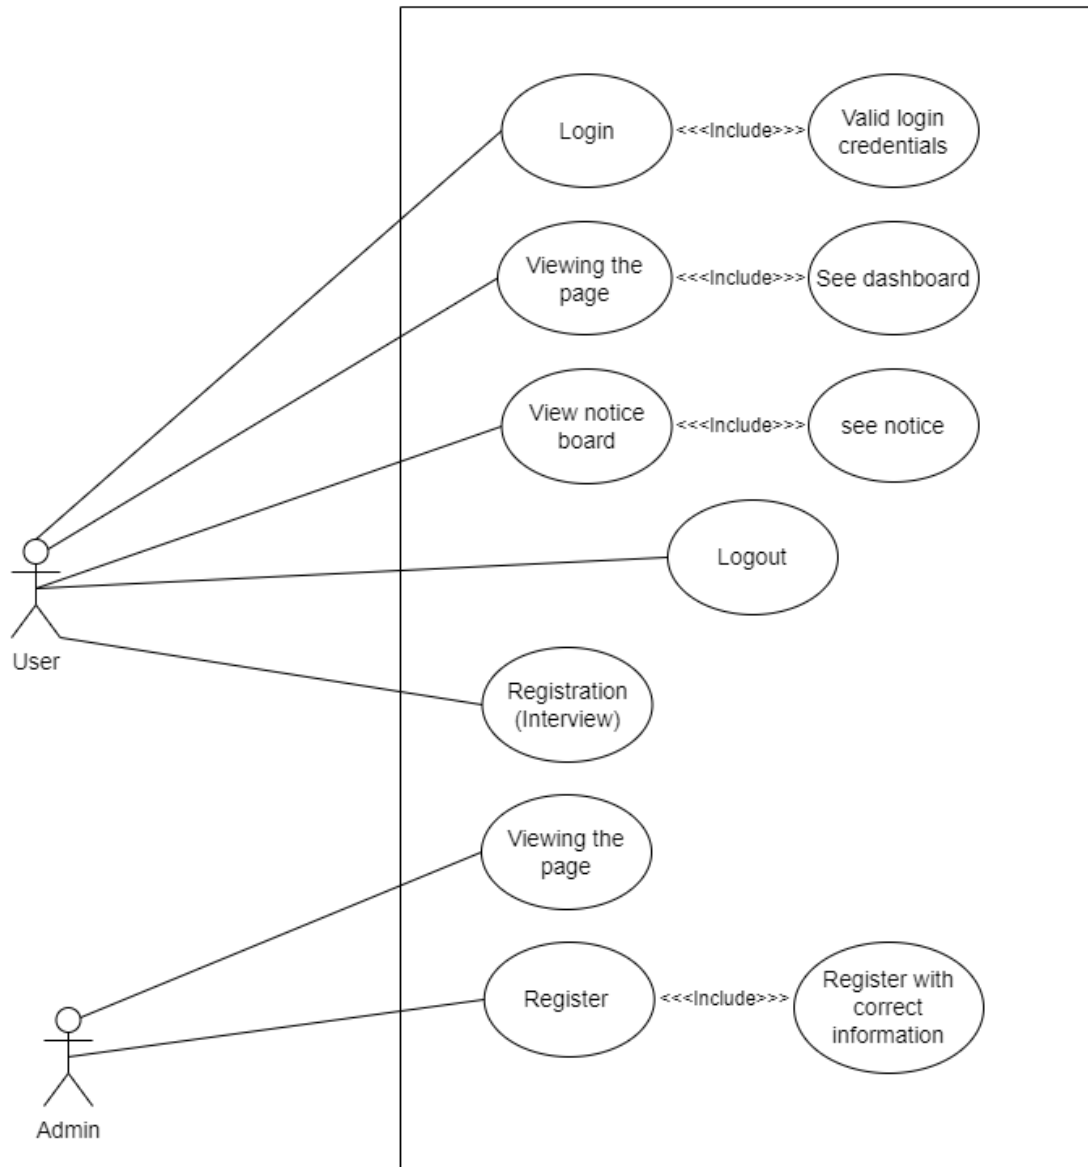 Login
<<<Include>>>
Valid login
credentials
Viewing the
page
<<<Include>>>
See dashboard
View notice
board
<<<Include>>>
see notice
Logout
User
Registration
(Interview)
Viewing the
page
Register
<<<Include>>>
Register with
correct
information
Admin